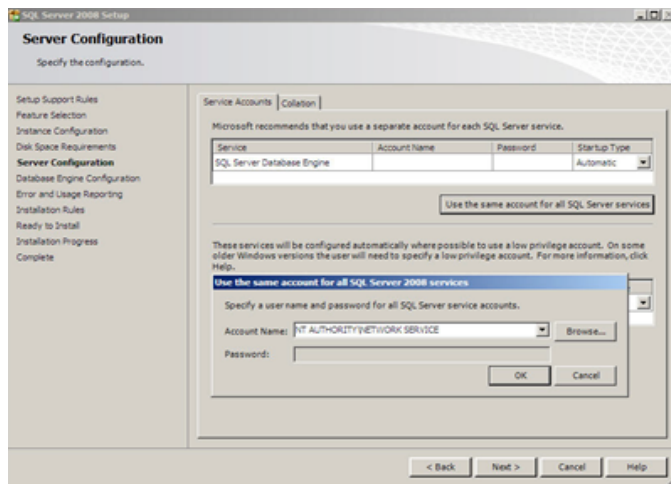 SQL Server 2008 Setup
Server Configuration
Specify the configuration.
Setup Support Rules
Feature Selection
Instance Configuration
Disk Space Requirements
Server Configuration
Database Engine Configuration
Error and Usage Reporting
Installation Rules
Ready to Install
Installation Progress
Complete
Service Accounts Collation
Microsoft recommends that you use a separate account for each SQL Server service.
Service Account Name Password Startup Type
SQL Server Database Engine Automatic
Use the same account for all SQL Server services
These services will be configured automatically where possible to use a low privilege account. On some
older Windows versions the user will need to specify a low privilege account. For more information, click
Help.
Use the same account for all SQL Server 2008 services
Specify a user name and password for all SQL Server service accounts.
Account Name: NT AUTHORITY\NETWORK SERVICE Browse...
Password:
OK Cancel
< Back Next > Cancel Help